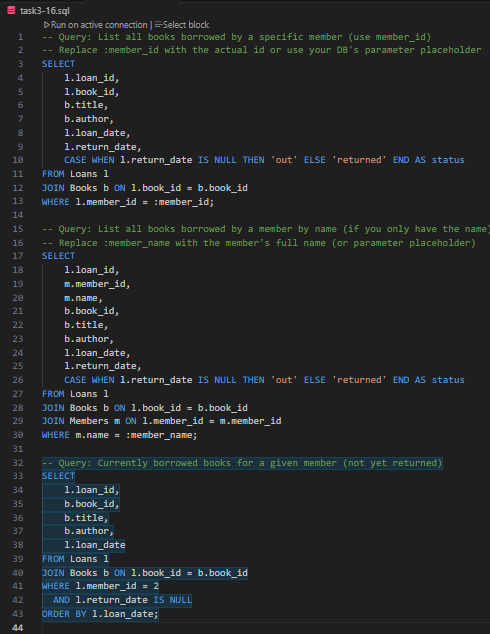 task3-16.sql
▷Run on active connection | ≡Select block
1 -- Query: List all books borrowed by a specific member (use member_id)
2 -- Replace :member_id with the actual id or use your DB's parameter placeholder
3 SELECT
4     l.loan_id,
5     l.book_id,
6     b.title,
7     b.author,
8     l.loan_date,
9     l.return_date,
10     CASE WHEN l.return_date IS NULL THEN 'out' ELSE 'returned' END AS status
11 FROM Loans l
12 JOIN Books b ON l.book_id = b.book_id
13 WHERE l.member_id = :member_id;
14
15 -- Query: List all books borrowed by a member by name (if you only have the name)
16 -- Replace :member_name with the member's full name (or parameter placeholder)
17 SELECT
18     l.loan_id,
19     m.member_id,
20     m.name,
21     b.book_id,
22     b.title,
23     b.author,
24     l.loan_date,
25     l.return_date,
26     CASE WHEN l.return_date IS NULL THEN 'out' ELSE 'returned' END AS status
27 FROM Loans l
28 JOIN Books b ON l.book_id = b.book_id
29 JOIN Members m ON l.member_id = m.member_id
30 WHERE m.name = :member_name;
31
32 -- Query: Currently borrowed books for a given member (not yet returned)
33 SELECT
34     l.loan_id,
35     b.book_id,
36     b.title,
37     b.author,
38     l.loan_date
39 FROM Loans l
40 JOIN Books b ON l.book_id = b.book_id
41 WHERE l.member_id = 2
42   AND l.return_date IS NULL
43 ORDER BY l.loan_date;
44